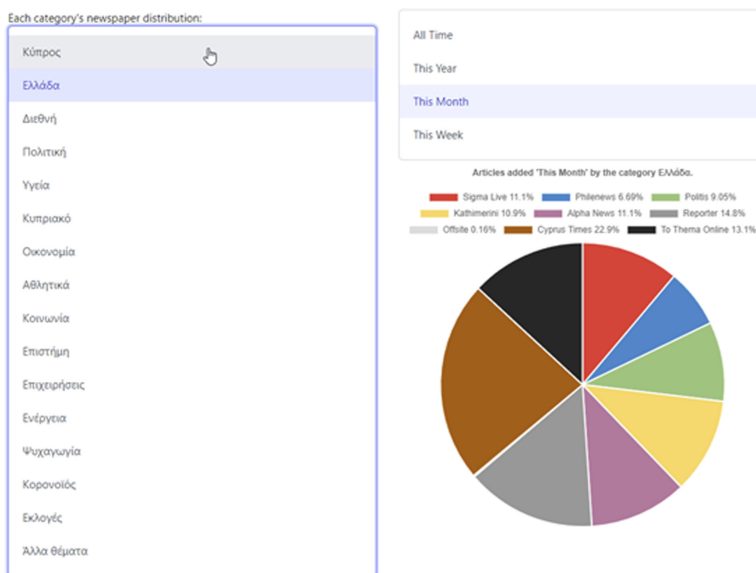 Each category's newspaper distribution:
Κύπρος
Ελλάδα
Διεθνή
Πολιτική
Υγεία
Κυπριακό
Οικονομία
Αθλητικά
Κοινωνία
Επιστήμη
Επιχειρήσεις
Ενέργεια
Ψυχαγωγία
Κορονοϊός
Εκλογές
Άλλα θέματα
All Time
This Year
This Month
This Week
Articles added 'This Month' by the category Ελλάδα.
Sigma Live 11.1% Philenews 6.69% Politis 9.05%
Kathimerini 10.9% Alpha News 11.1% Reporter 14.8%
Offsite 0.16% Cyprus Times 22.9% To Thema Online 13.1%